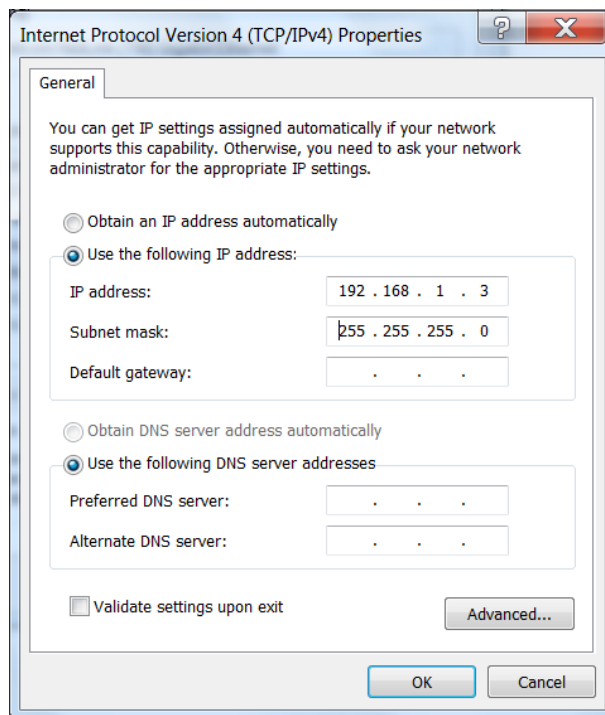 Internet Protocol Version 4 (TCP/IPv4) Properties
?
X
General
You can get IP settings assigned automatically if your network
supports this capability. Otherwise, you need to ask your network
administrator for the appropriate IP settings.
Obtain an IP address automatically
Use the following IP address:
IP address: 192 . 168 . 1 . 3
Subnet mask: 255 . 255 . 255 . 0
Default gateway: . . .
Obtain DNS server address automatically
Use the following DNS server addresses
Preferred DNS server: . . .
Alternate DNS server: . . .
Validate settings upon exit
Advanced...
OK Cancel